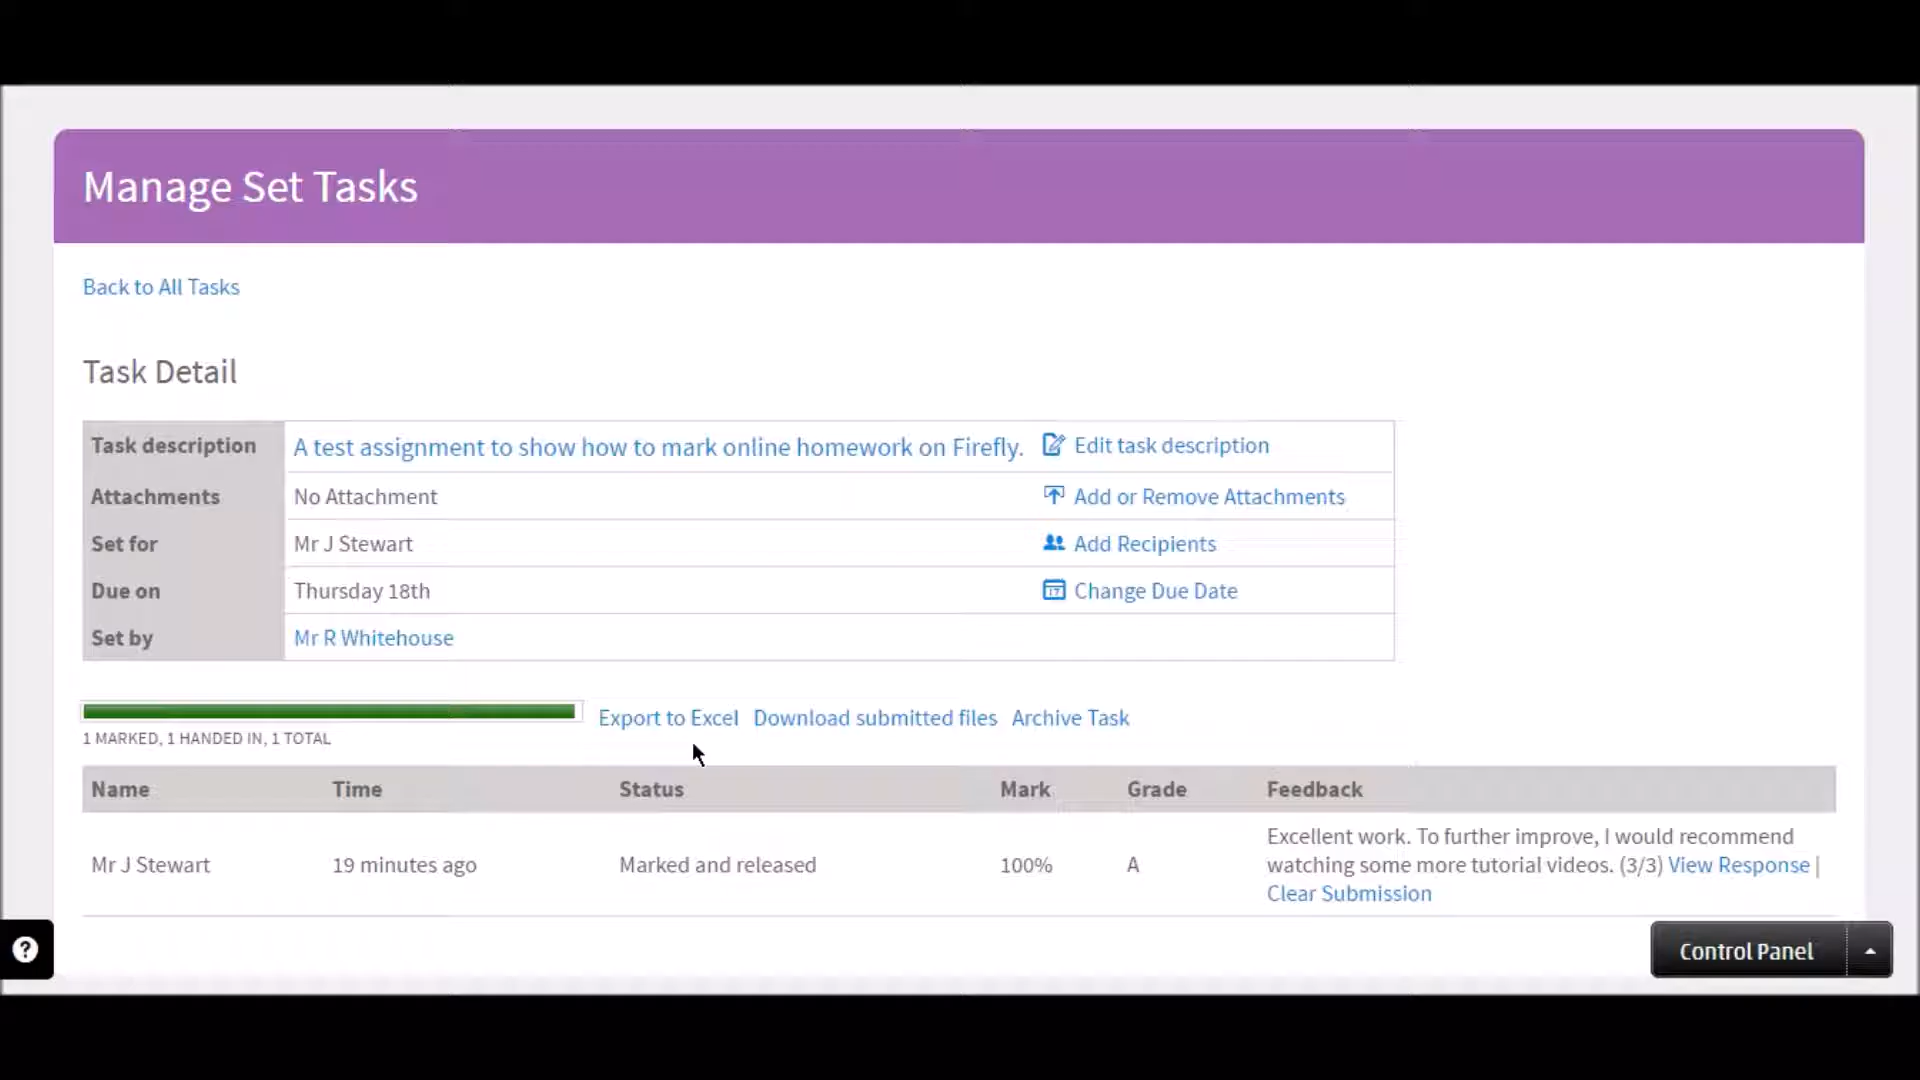 Manage Set Tasks
Back to All Tasks
Task Detail
Task description A test assignment to show how to mark online homework on Firefly. Edit task description
Attachments No Attachment Add or Remove Attachments
Set for Mr J Stewart Add Recipients
Due on Thursday 18th 17 Change Due Date
Set by Mr R Whitehouse
Export to Excel Download submitted files Archive Task
1 MARKED, 1 HANDED IN, 1 TOTAL
Name Time Status Mark Grade Feedback
Excellent work. To further improve, I would recommend
Mr J Stewart 19 minutes ago Marked and released 100% A watching some more tutorial videos. (3/3) View Response |
Clear Submission
?
Control Panel